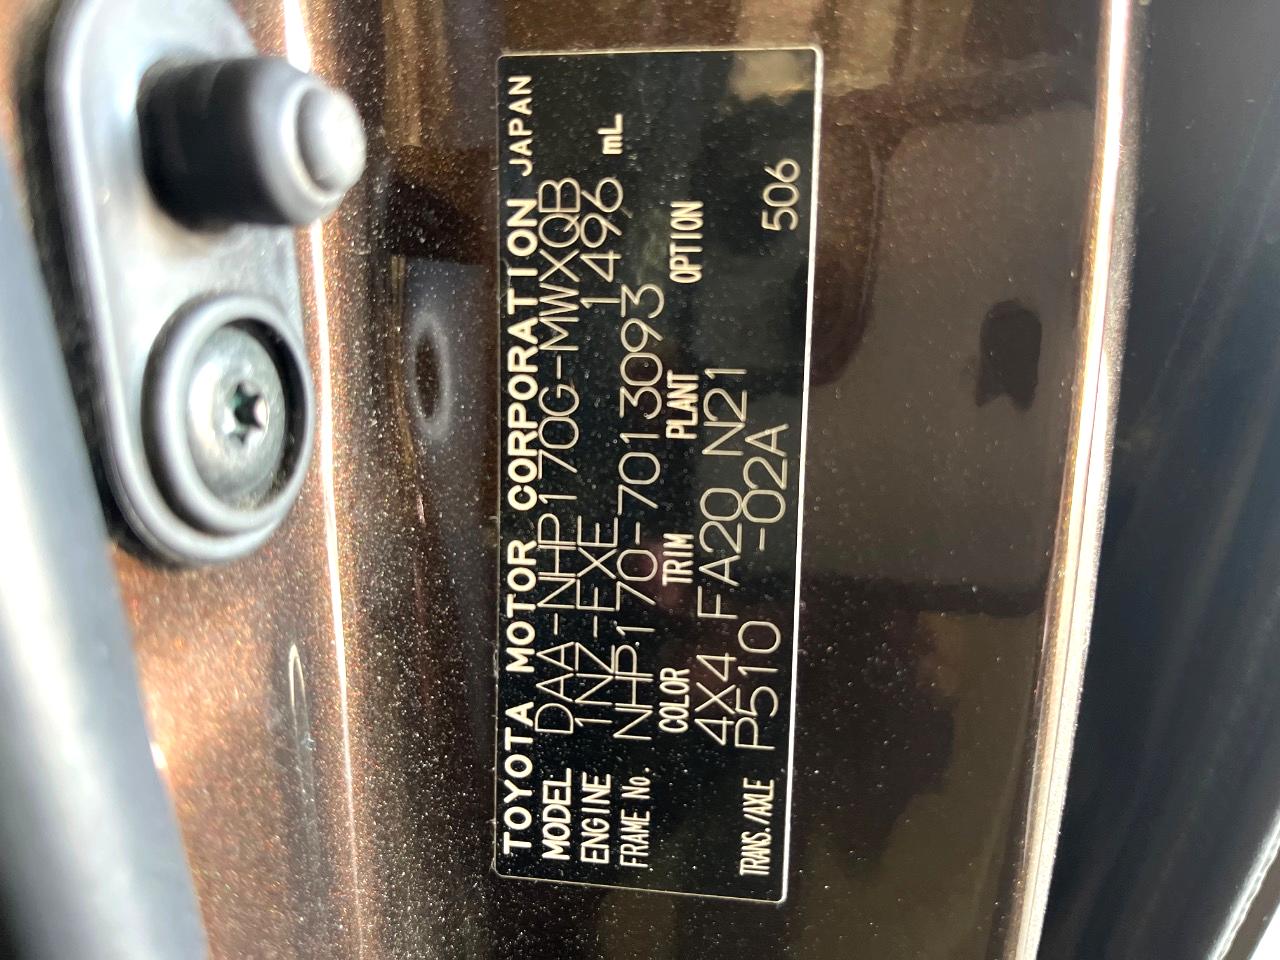 TOYOTA MOTOR CORPORATION JAPAN
MODEL DAA-NHP170G-MWXQB
ENGINE 1NZ-FXE 1496 mL
FRAME No. NHP170-7013093
COLOR TRIM PLANT OPTION
4X4 FA20 N21
TRANS./AXLE P510 -02A 506